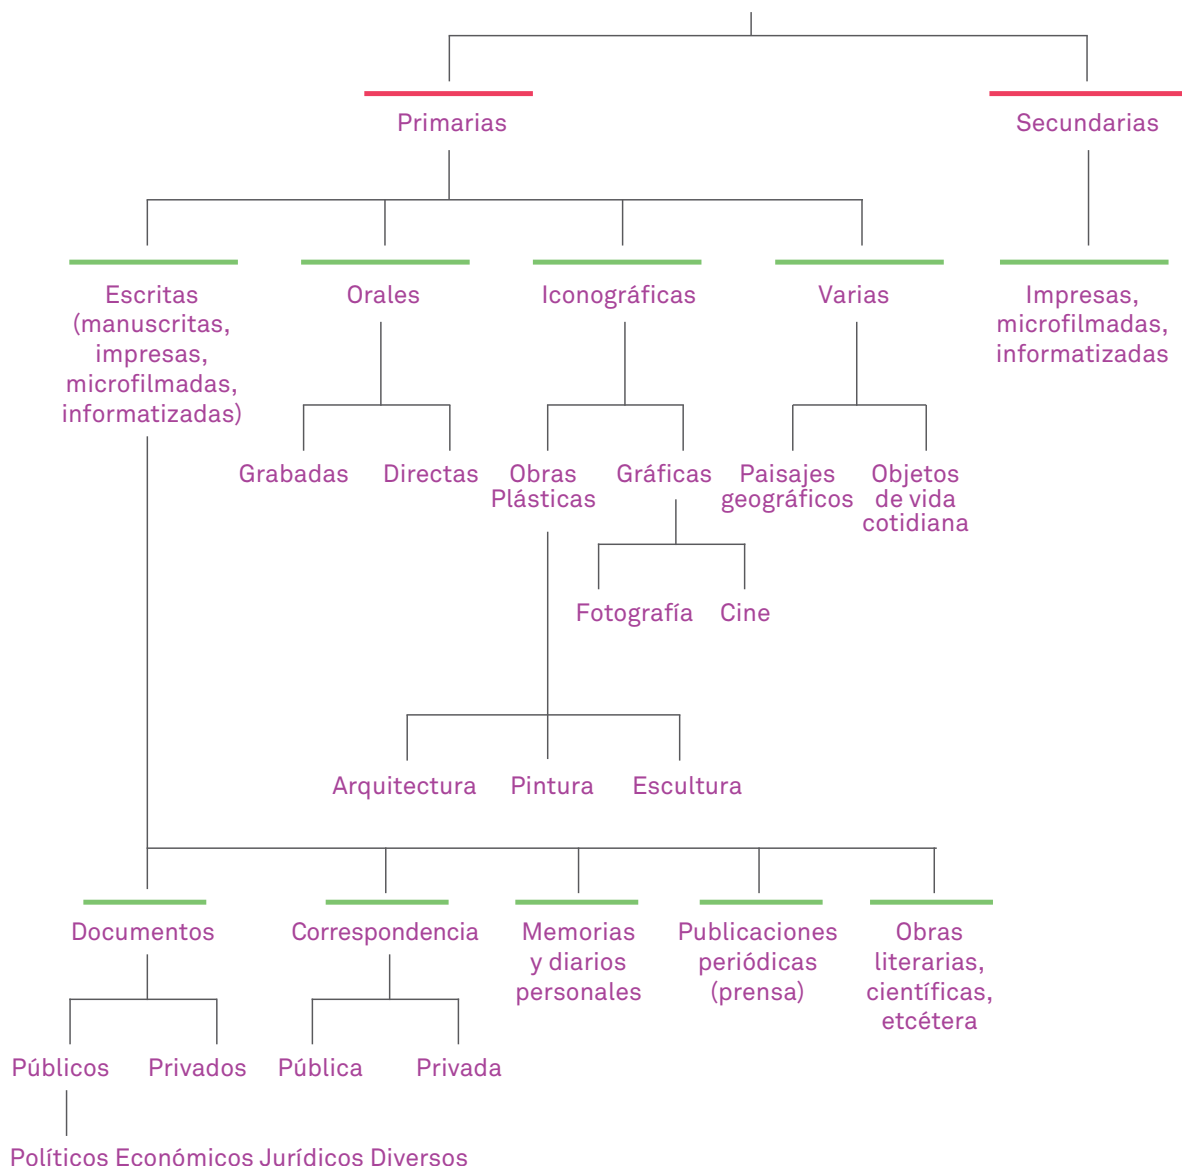 Primarias
Secundarias
Escritas
(manuscritas,
impresas,
microfilmadas,
informatizadas)
Orales
Iconográficas
Varias
Impresas,
microfilmadas,
informatizadas
Grabadas
Directas
Obras
Plásticas
Gráficas
Paisajes
geográficos
Objetos
de vida
cotidiana
Fotografía
Cine
Arquitectura
Pintura
Escultura
Documentos
Correspondencia
Memorias
y diarios
personales
Publicaciones
periódicas
(prensa)
Obras
literarias,
científicas,
etcétera
Públicos
Privados
Pública
Privada
Políticos Económicos Jurídicos Diversos